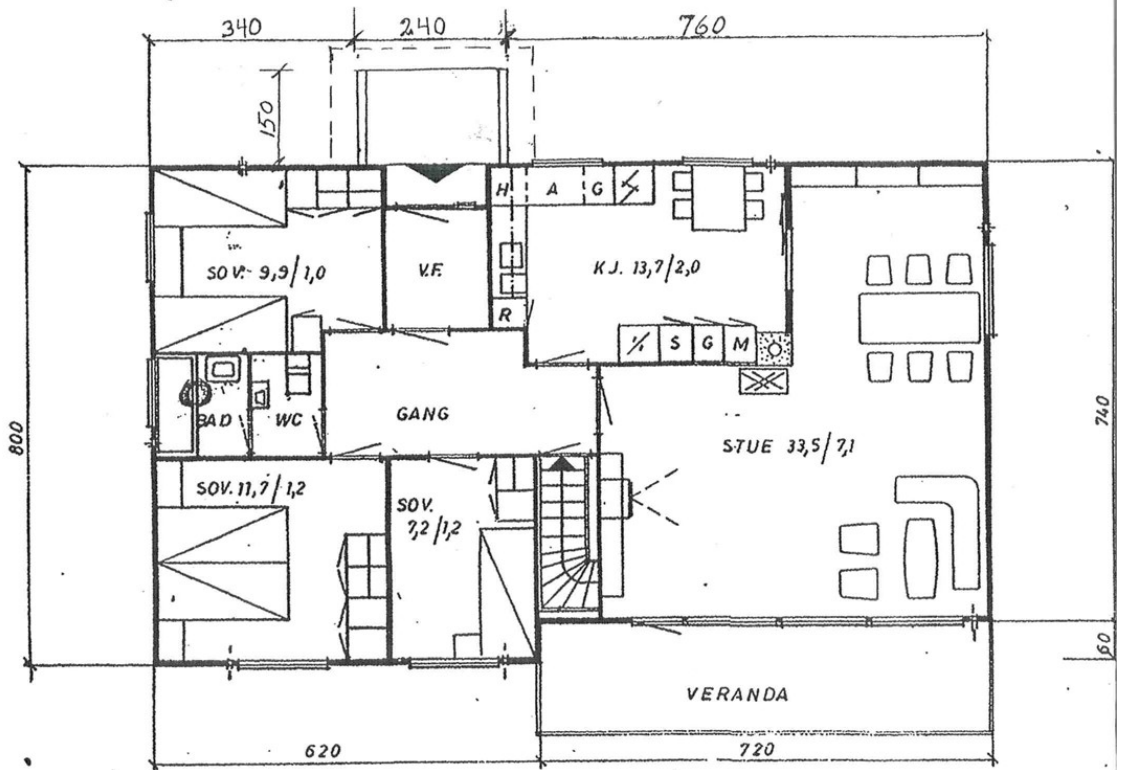 340
240
760
150
H
A
G
SOV. 9,9/1,0
V.F.
KJ. 13,7/2,0
R
S
G
M
800
740
BAD
WC
GANG
STUE 33,5/7,1
SOV. 11,7/1,2
SOV.
7,2/1,2
60
VERANDA
620
720